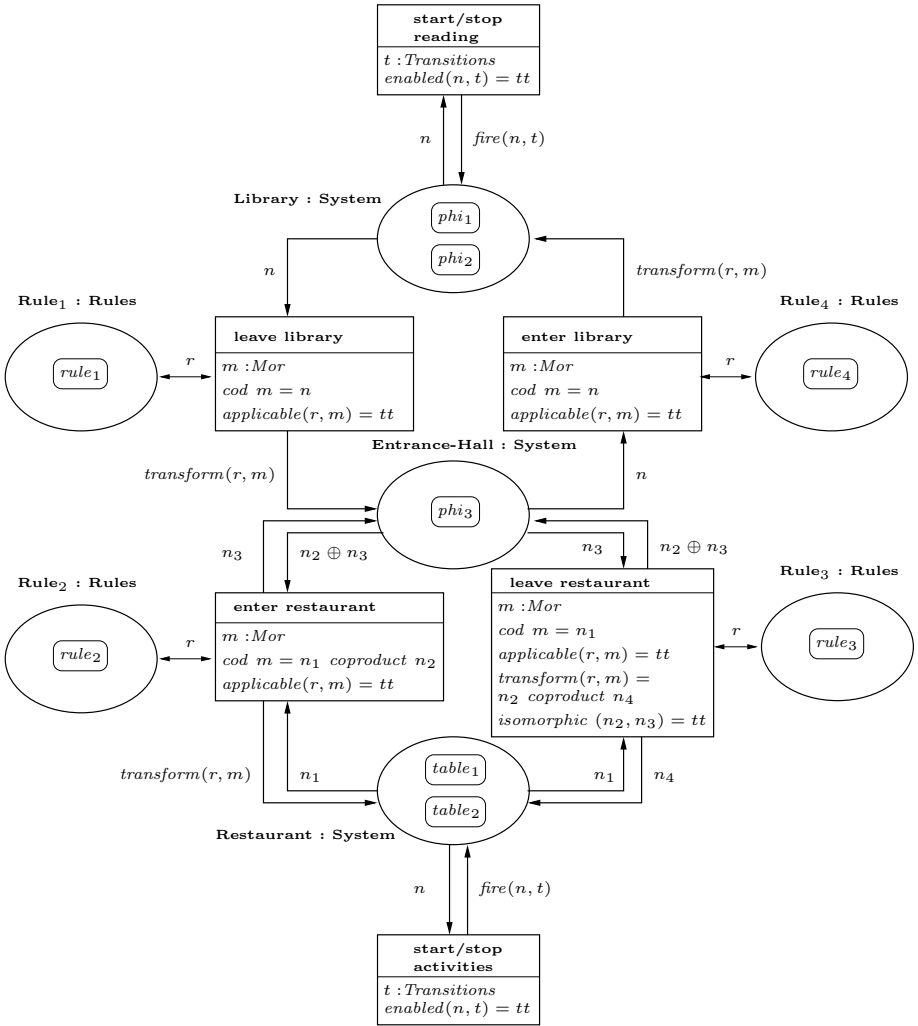 start/stop
reading
t : Transitions
enabled(n, t) = tt
n
fire(n, t)
Library : System
phi₁
phi₂
n
transform(r, m)
Rule₁ : Rules
Rule₄ : Rules
leave library
enter library
rule₁
r
m : Mor
cod m = n
applicable(r, m) = tt
m : Mor
cod m = n
applicable(r, m) = tt
r
rule₄
Entrance-Hall : System
transform(r, m)
n
phi₃
n₃
n₂ ⊕ n₃
n₃
n₂ ⊕ n₃
Rule₂ : Rules
Rule₃ : Rules
enter restaurant
leave restaurant
rule₂
r
m : Mor
cod m = n₁ coproduct n₂
applicable(r, m) = tt
m : Mor
cod m = n₁
applicable(r, m) = tt
transform(r, m) =
n₂ coproduct n₄
isomorphic (n₂, n₃) = tt
r
rule₃
transform(r, m)
n₁
table₁
table₂
n₁
n₄
Restaurant : System
n
fire(n, t)
start/stop
activities
t : Transitions
enabled(n, t) = tt